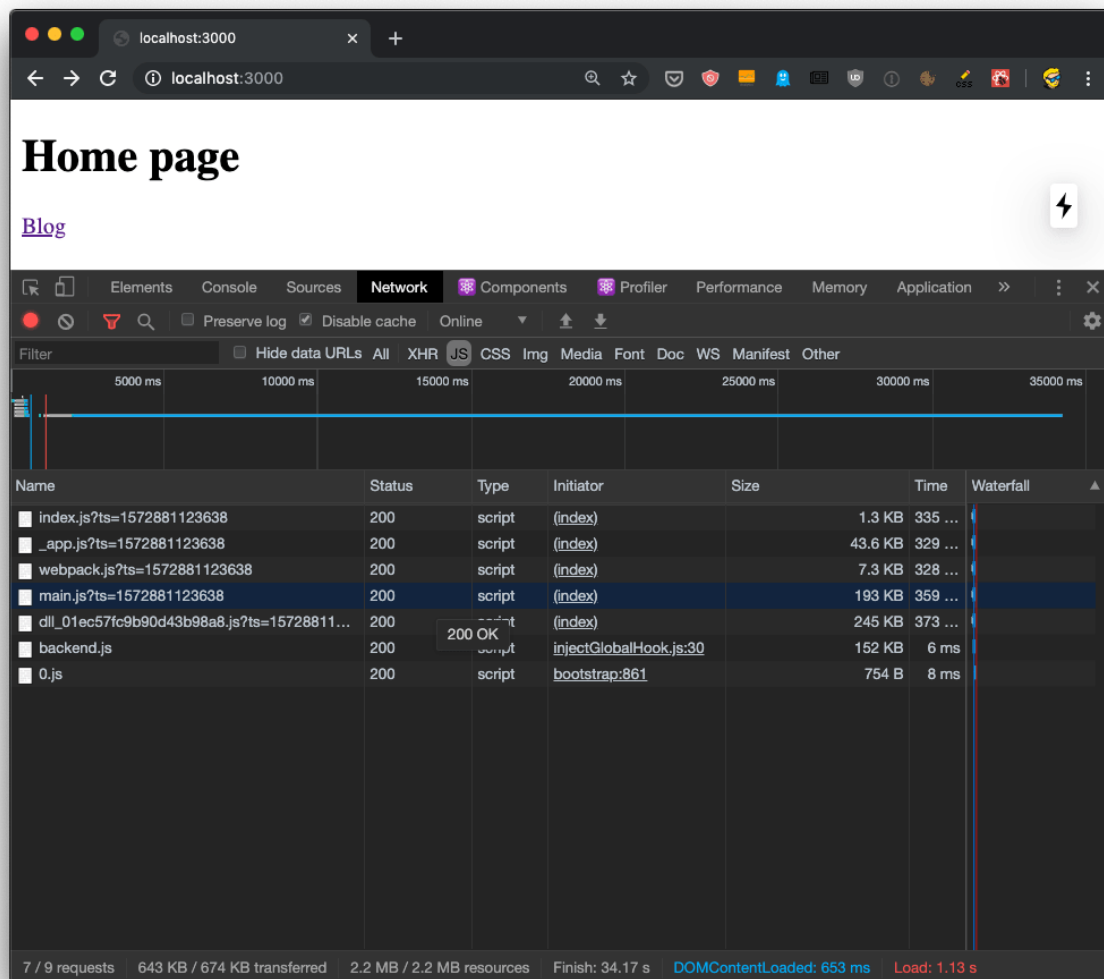 localhost:3000
localhost:3000
CSS
Home page
Blog
Elements Console Sources Network Components Profiler Performance Memory Application »
Preserve log Disable cache Online
Filter Hide data URLs All XHR JS CSS Img Media Font Doc WS Manifest Other
5000 ms 10000 ms 15000 ms 20000 ms 25000 ms 30000 ms 35000 ms
Name Status Type Initiator Size Time Waterfall
index.js?ts=1572881123638 200 script (index) 1.3 KB 335 ...
_app.js?ts=1572881123638 200 script (index) 43.6 KB 329 ...
webpack.js?ts=1572881123638 200 script (index) 7.3 KB 328 ...
main.js?ts=1572881123638 200 script (index) 193 KB 359 ...
dll_01ec57fc9b90d43b98a8.js?ts=15728811... 200 script (index) 245 KB 373 ...
200 OK
backend.js 200 script injectGlobalHook.js:30 152 KB 6 ms
0.js 200 script bootstrap:861 754 B 8 ms
7 / 9 requests 643 KB / 674 KB transferred 2.2 MB / 2.2 MB resources Finish: 34.17 s DOMContentLoaded: 653 ms Load: 1.13 s